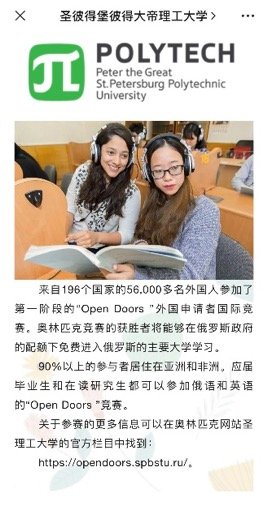 圣彼得堡彼得大帝理工大学
POLYTECH
Peter the Great
St.Petersburg Polytechnic
University
来自196个国家的56,000多名外国人参加了
第一阶段的“Open Doors ”外国申请者国际竞
赛。奥林匹克竞赛的获胜者将能够在俄罗斯政府
的配额下免费进入俄罗斯的主要大学学习。
90%以上的参与者居住在亚洲和非洲。应届
毕业生和在读研究生都可以参加俄语和英语
的“Open Doors ”竞赛。
关于参赛的更多信息可以在奥林匹克网站圣
理工大学的官方栏目中找到：
https://opendoors.spbstu.ru/。